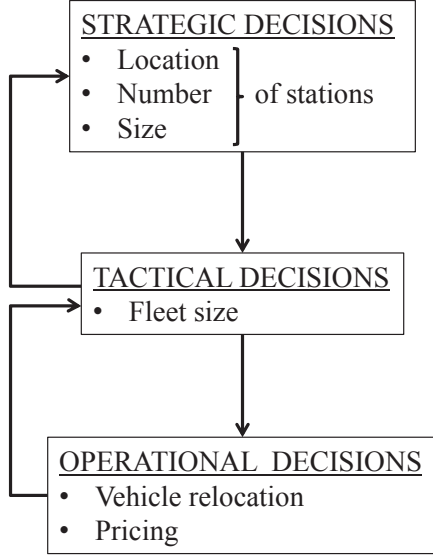 STRATEGIC DECISIONS
• Location
• Number
• Size
of stations
TACTICAL DECISIONS
• Fleet size
OPERATIONAL DECISIONS
• Vehicle relocation
• Pricing